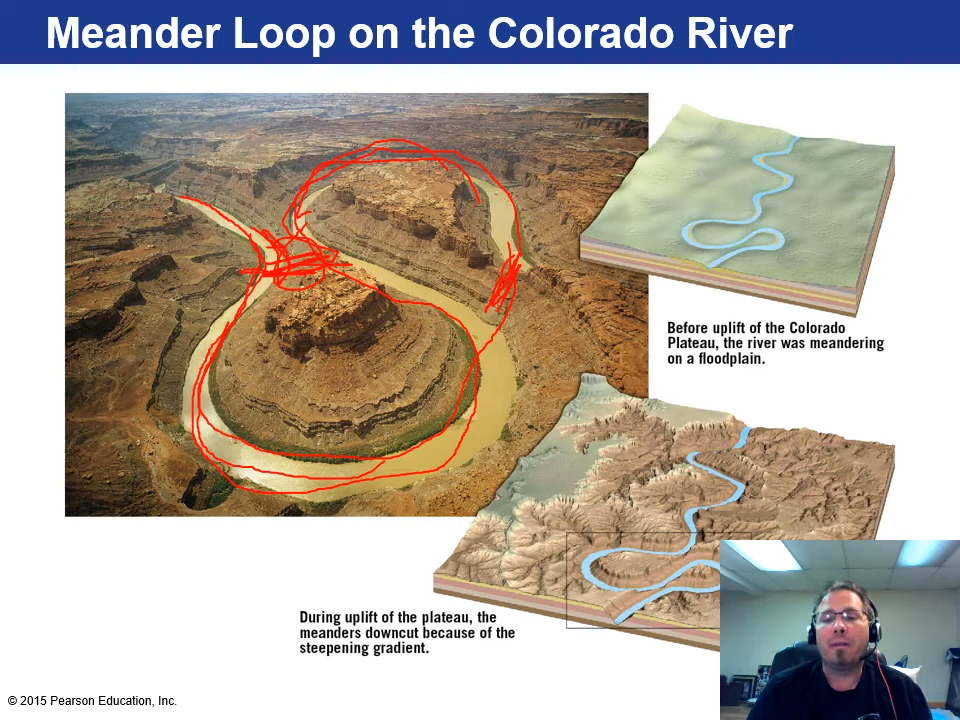 Meander Loop on the Colorado River
Before uplift of the Colorado
Plateau, the river was meandering
on a floodplain.
During uplift of the plateau, the
meanders downcut because of the
steepening gradient.
© 2015 Pearson Education, Inc.